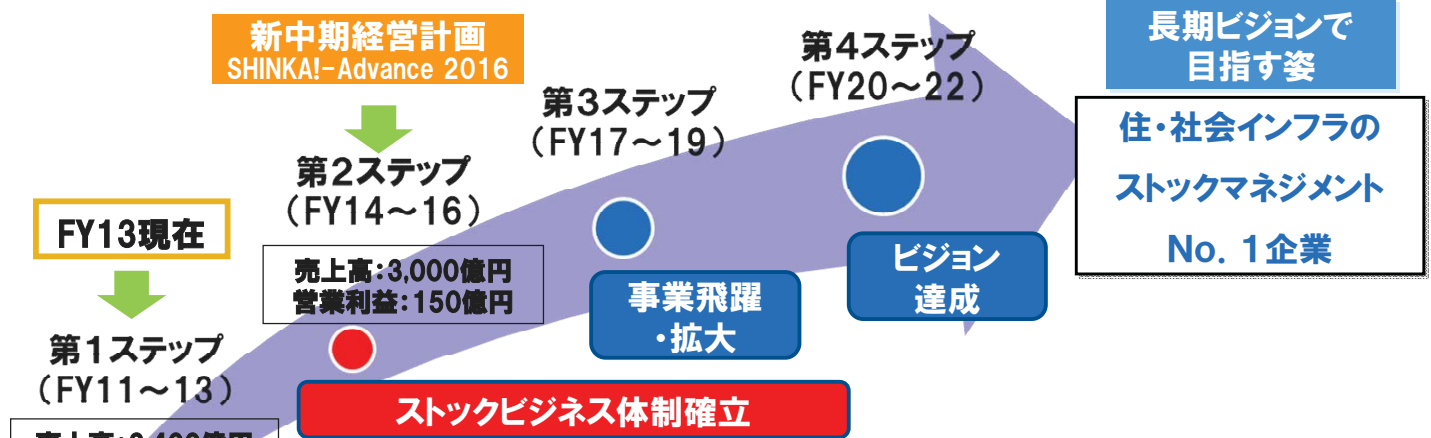 新中期経営計画
SHINKA!-Advance 2016
第4ステップ
(FY20～22)
長期ビジョンで
目指す姿
住・社会インフラの
ストックマネジメント
No. 1企業
第3ステップ
(FY17～19)
第2ステップ
(FY14～16)
FY13現在
売上高:3,000億円
営業利益:150億円
ビジョン
達成
事業飛躍
・拡大
第1ステップ
(FY11～13)
ストックビジネス体制確立